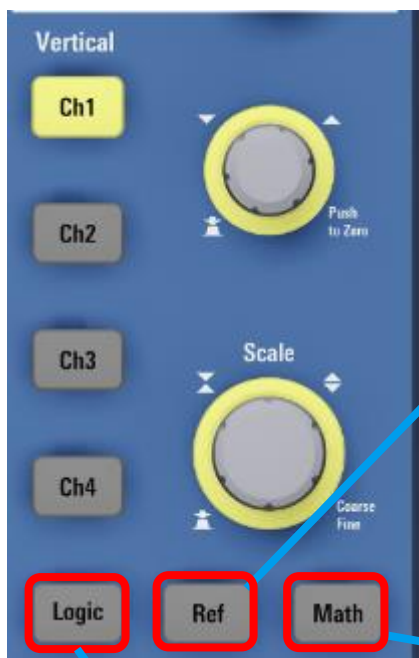 Vertical
Ch1
Push
to Zero
Ch2
Ch3
Scale
Ch4
Coarse
Fine
Logic
Ref
Math